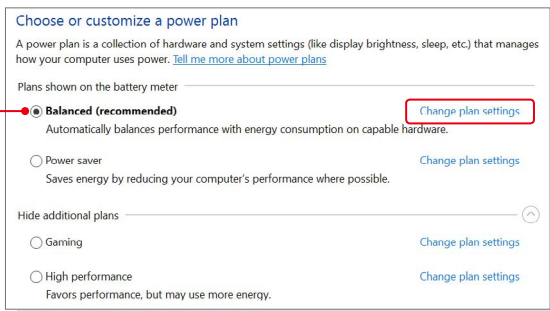 Choose or customize a power plan
A power plan is a collection of hardware and system settings (like display brightness, sleep, etc.) that manages
how your computer uses power. Tell me more about power plans
Plans shown on the battery meter
Balanced (recommended) Change plan settings
Automatically balances performance with energy consumption on capable hardware.
Power saver Change plan settings
Saves energy by reducing your computer's performance where possible.
Hide additional plans
Gaming Change plan settings
High performance Change plan settings
Favors performance, but may use more energy.